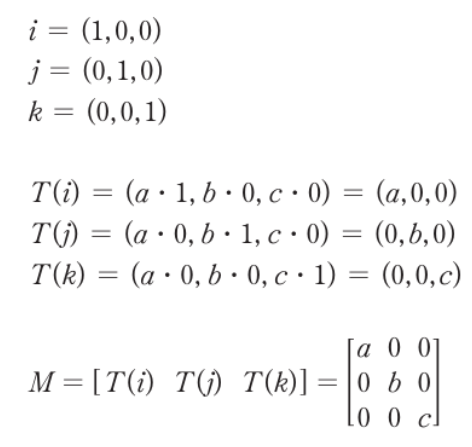 i = (1,0,0)
j = (0,1,0)
k = (0,0,1)
T(i) = (a · 1, b · 0, c · 0) = (a,0,0)
T(j) = (a · 0, b · 1, c · 0) = (0,b,0)
T(k) = (a · 0, b · 0, c · 1) = (0,0,c)
M = [T(i) T(j) T(k)] = [a 0 0
0 b 0
0 0 c]